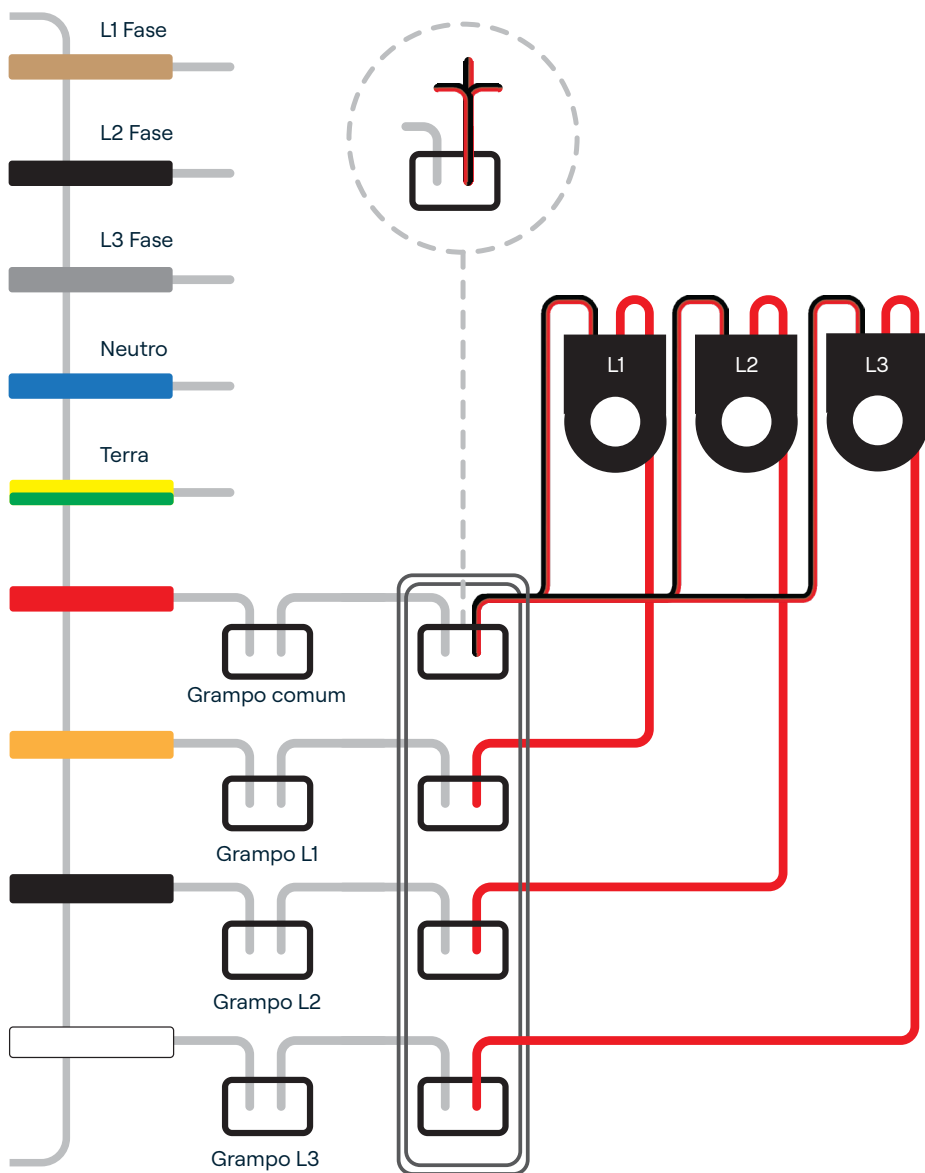 L1 Fase
L2 Fase
L3 Fase
Neutro
Terra
L1
L2
L3
Grampo comum
Grampo L1
Grampo L2
Grampo L3